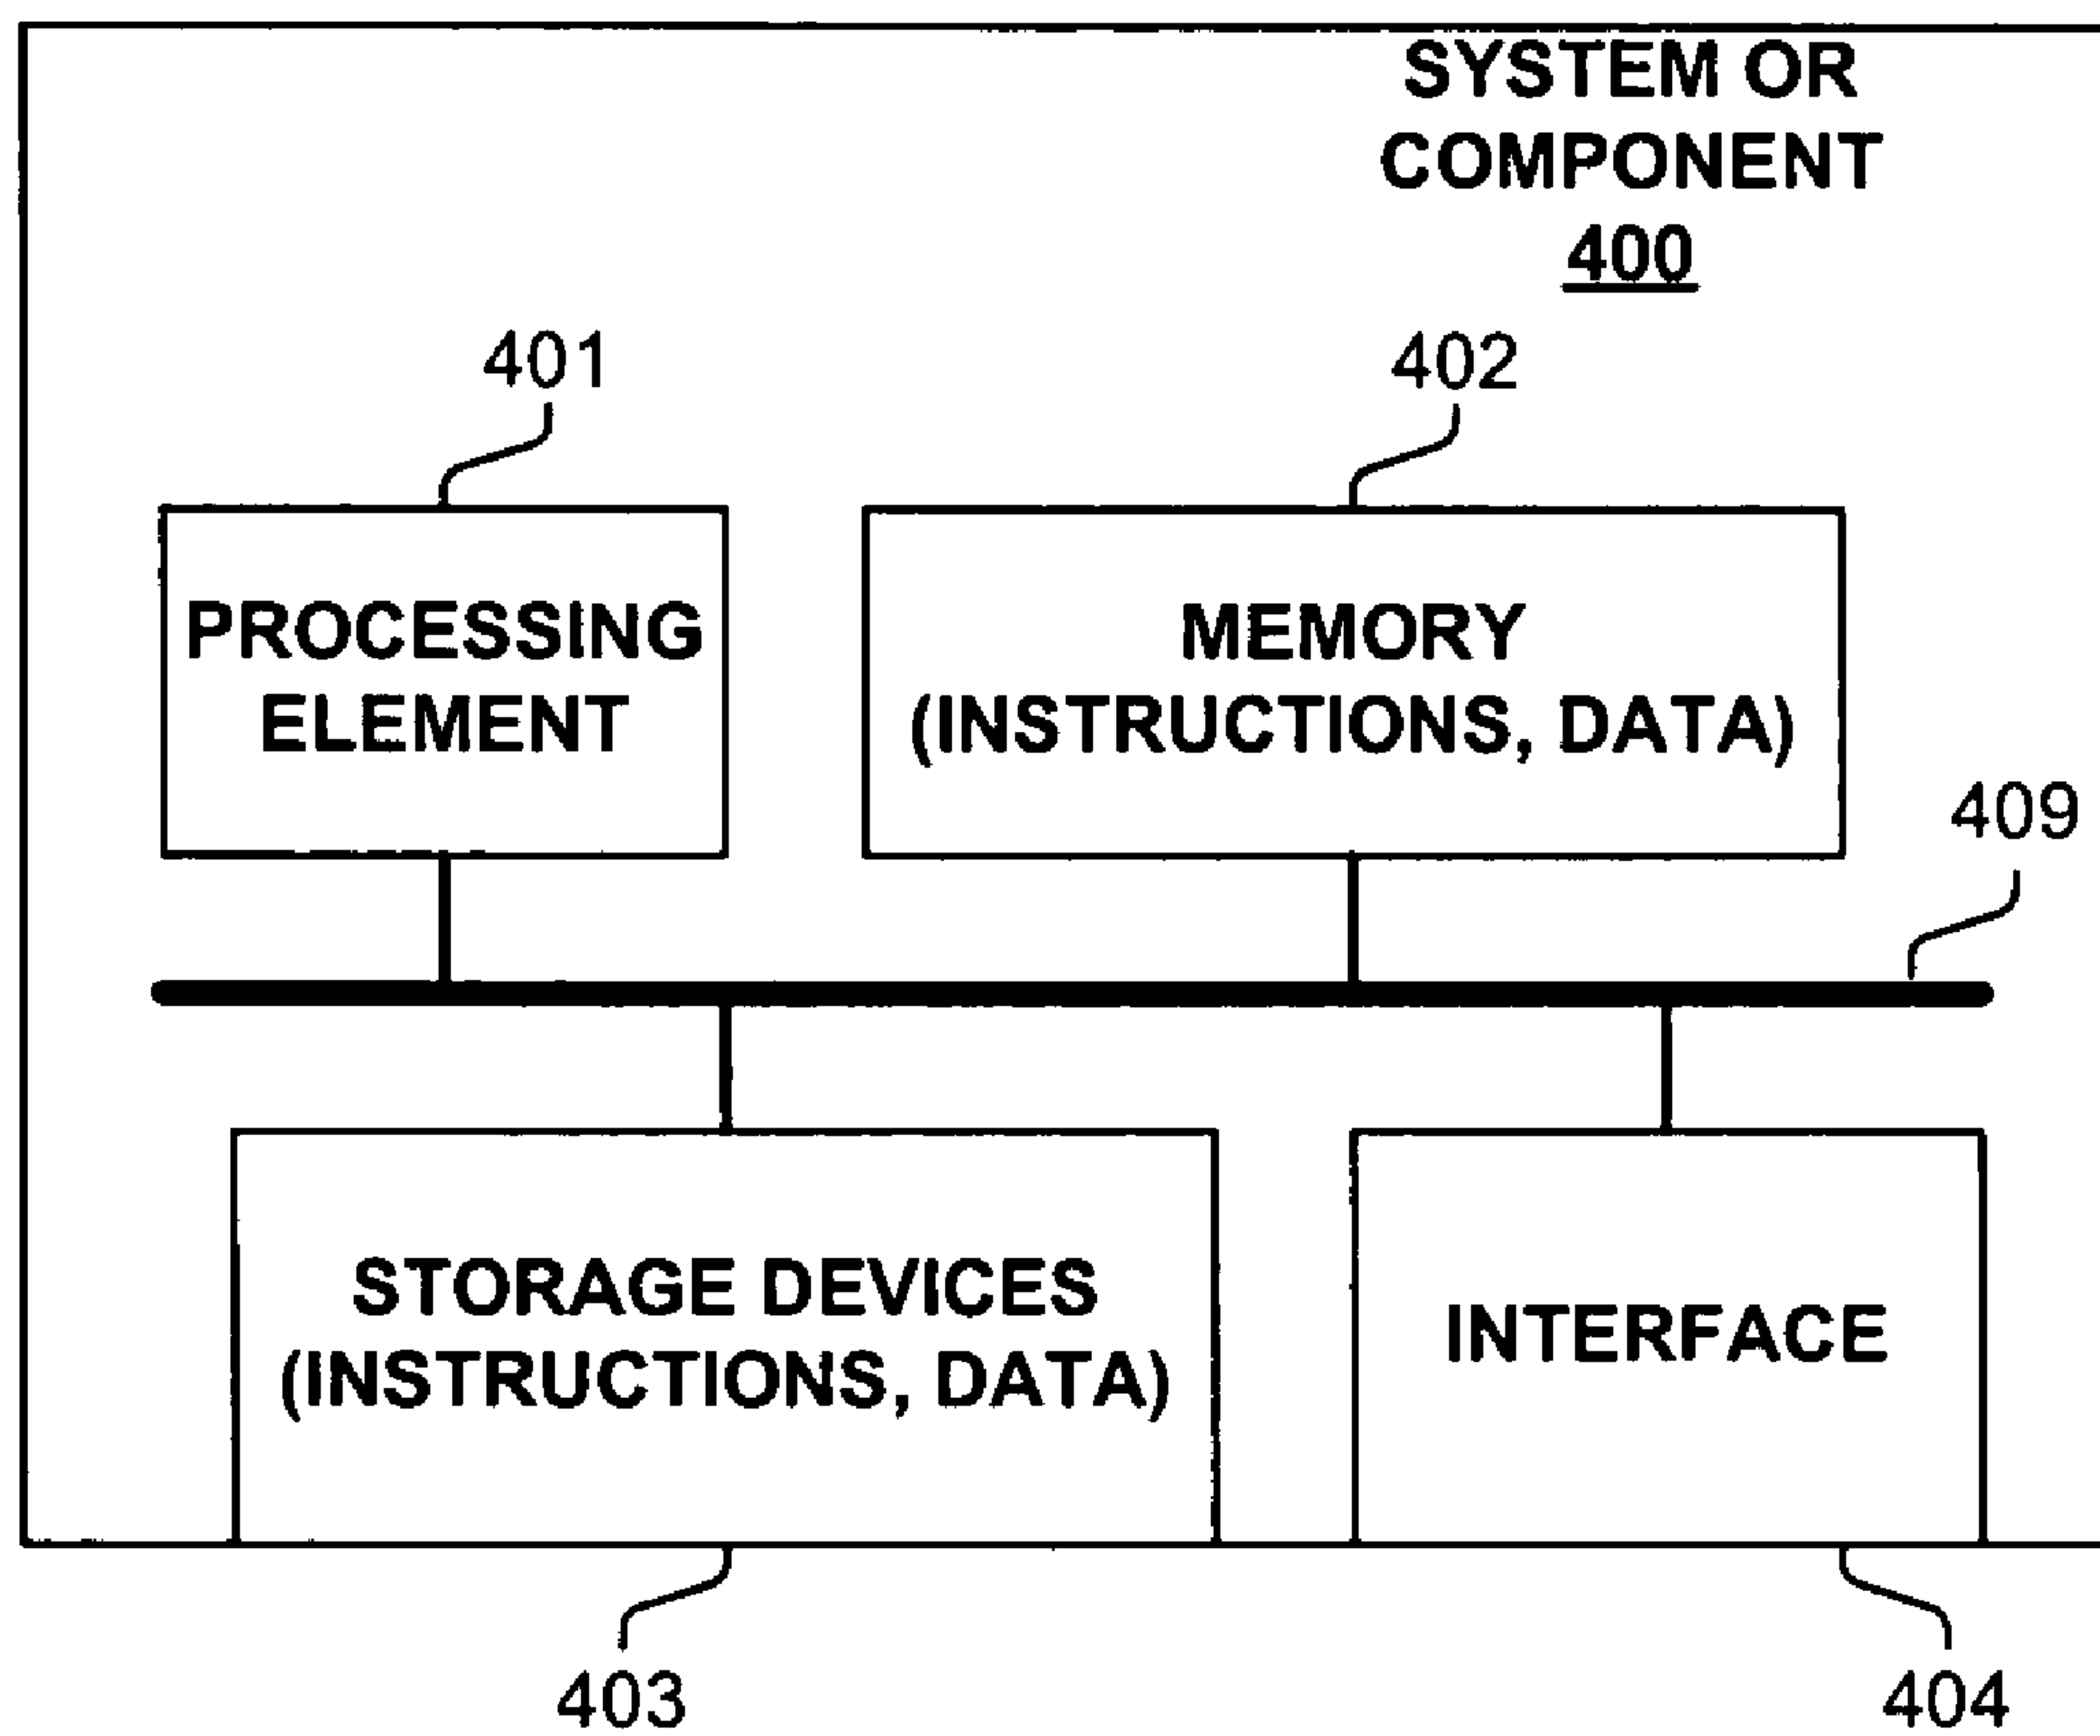 SYSTEM OR
COMPONENT
400
401
402
PROCESSING
ELEMENT
MEMORY
(INSTRUCTIONS, DATA)
409
STORAGE DEVICES
(INSTRUCTIONS, DATA)
INTERFACE
403
404